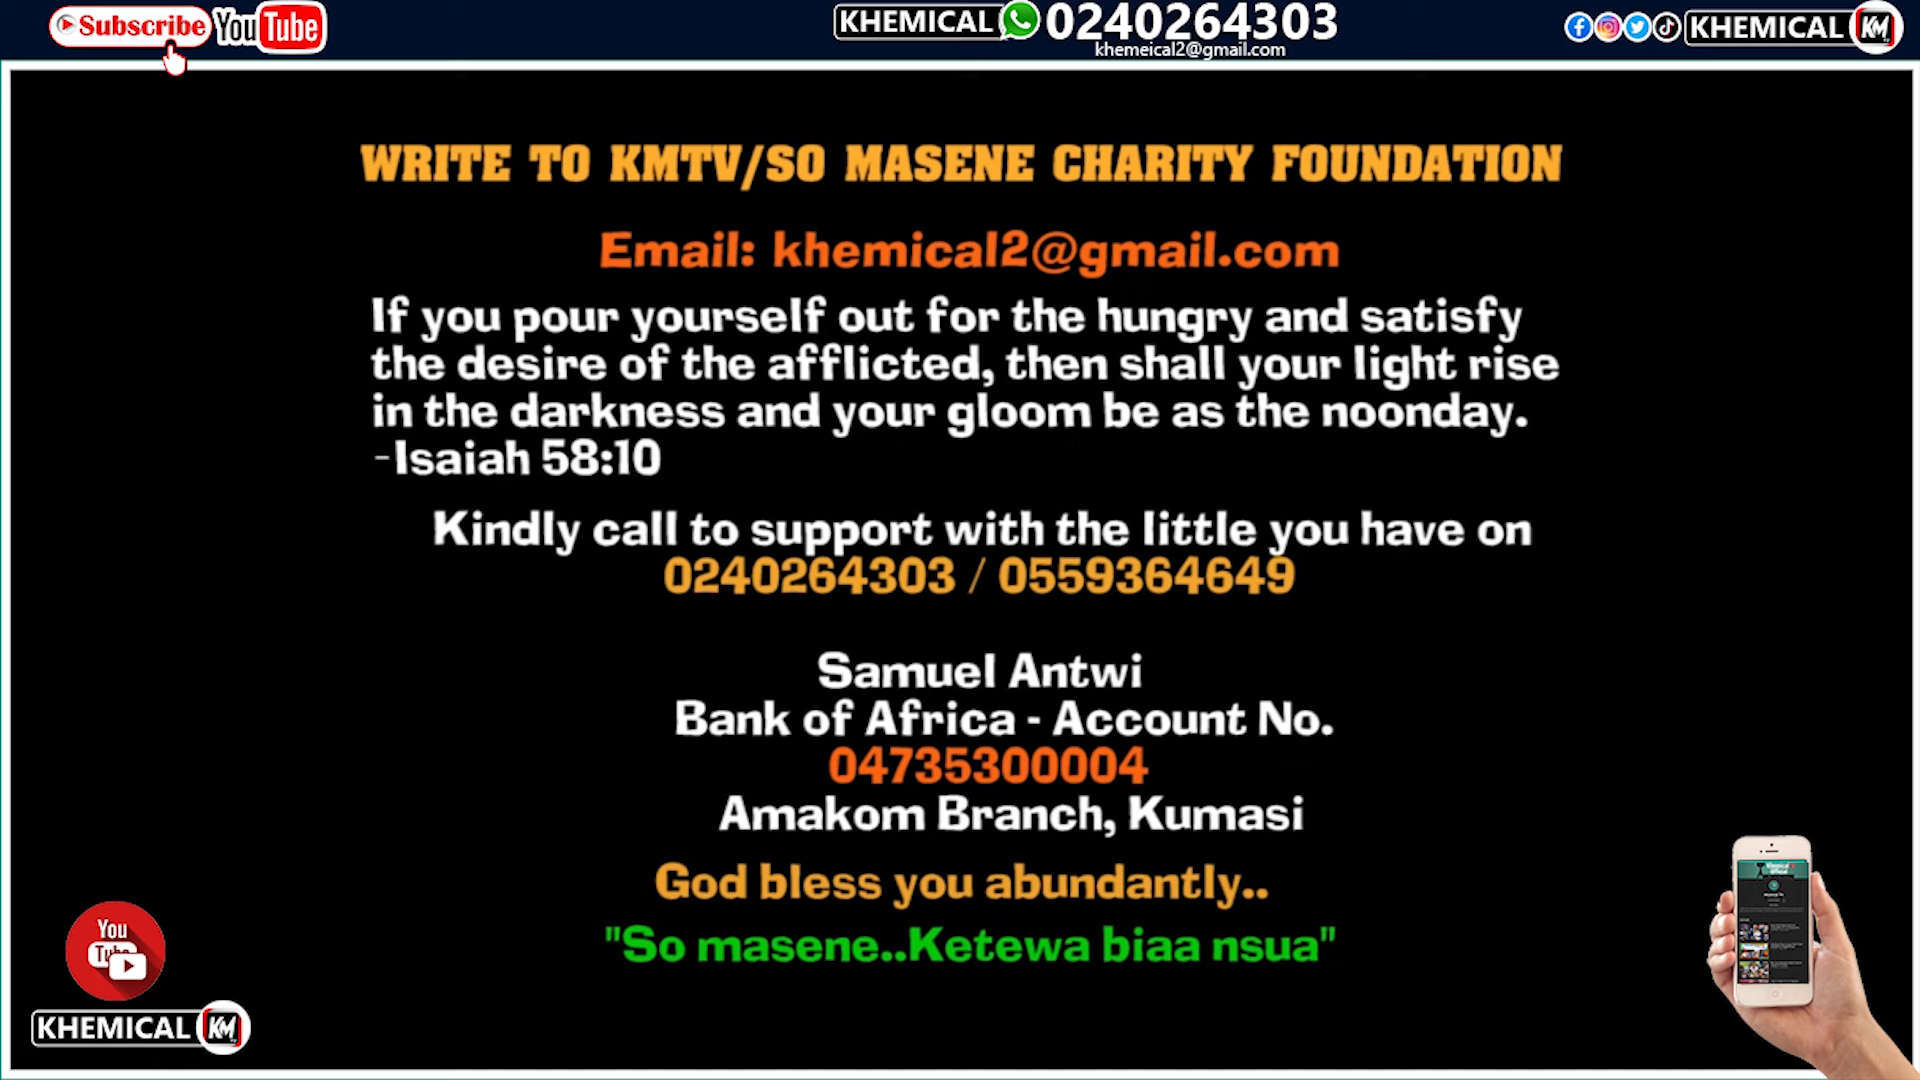 Subscribe YouTube
KHEMICAL 0240264303
khemeical2@gmail.com
KHEMICAL KM
WRITE TO KMTV/SO MASENE CHARITY FOUNDATION
Email: khemical2@gmail.com
If you pour yourself out for the hungry and satisfy
the desire of the afflicted, then shall your light rise
in the darkness and your gloom be as the noonday.
-Isaiah 58:10
Kindly call to support with the little you have on
0240264303 / 0559364649
Samuel Antwi
Bank of Africa - Account No.
04735300004
Amakom Branch, Kumasi
God bless you abundantly..
"So masene..Ketewa biaa nsua"
You
Tube
KHEMICAL KM